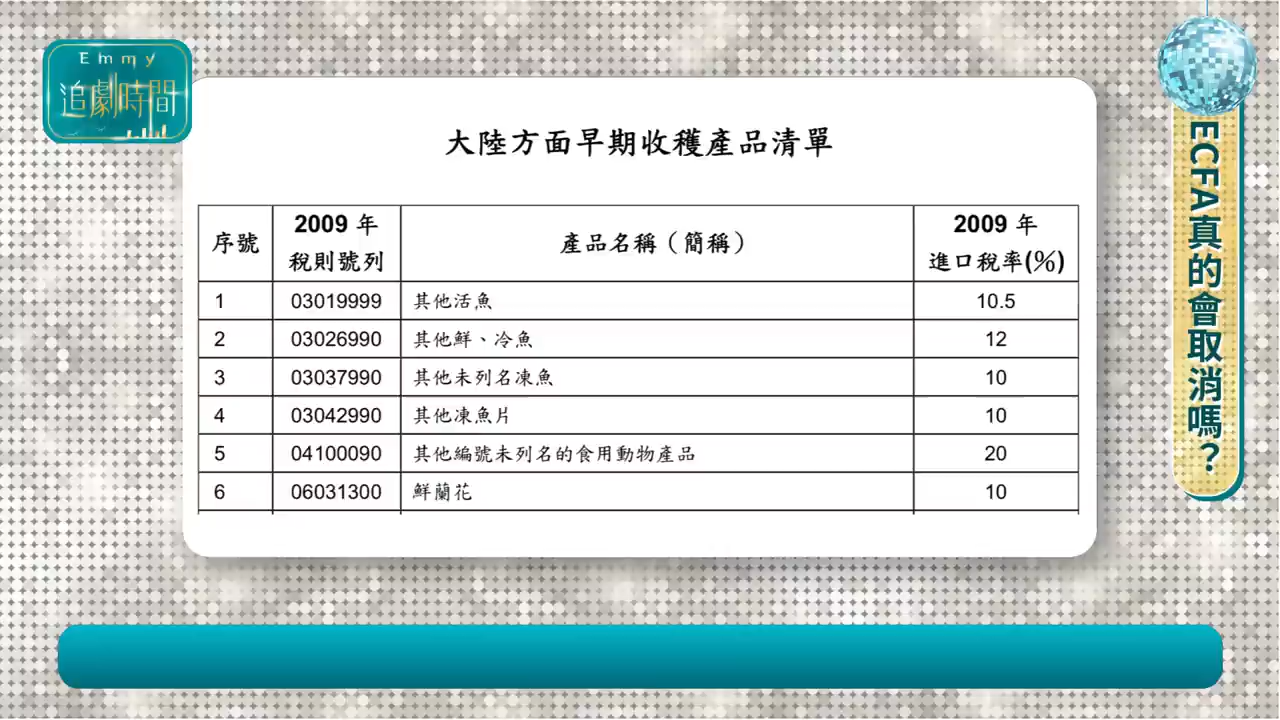 Emmy
追劇時間
大陸方面早期收穫產品清單
序號 2009 年 稅則號列 產品名稱（簡稱） 2009 年 進口稅率(%)
1 03019999 其他活魚 10.5
2 03026990 其他鮮、冷魚 12
3 03037990 其他未列名凍魚 10
4 03042990 其他凍魚片 10
5 04100090 其他編號未列名的食用動物產品 20
6 06031300 鮮蘭花 10
ECFA真的會取消嗎？